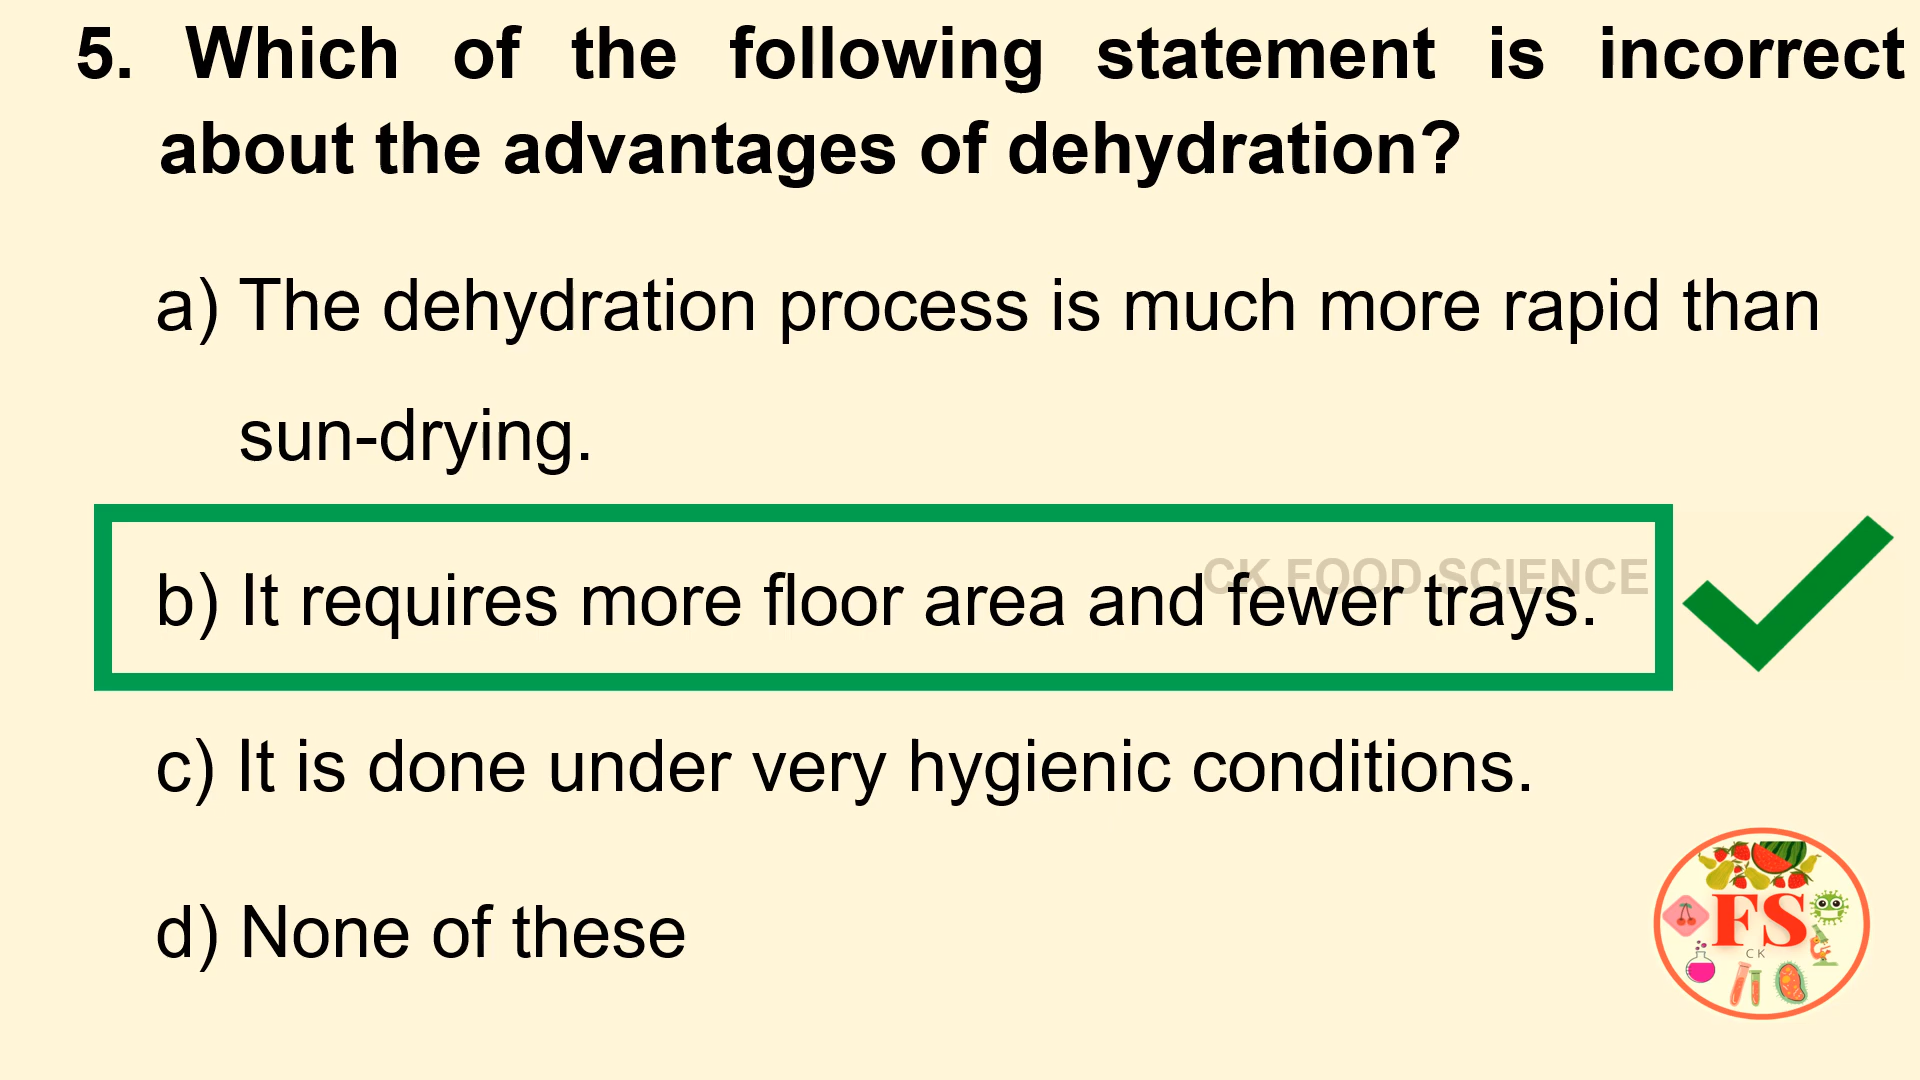 5. Which of the following statement is incorrect
about the advantages of dehydration?
a) The dehydration process is much more rapid than
sun-drying.
CK FOOD SCIENCE
b) It requires more floor area and fewer trays.
c) It is done under very hygienic conditions.
d) None of these
FS
CK